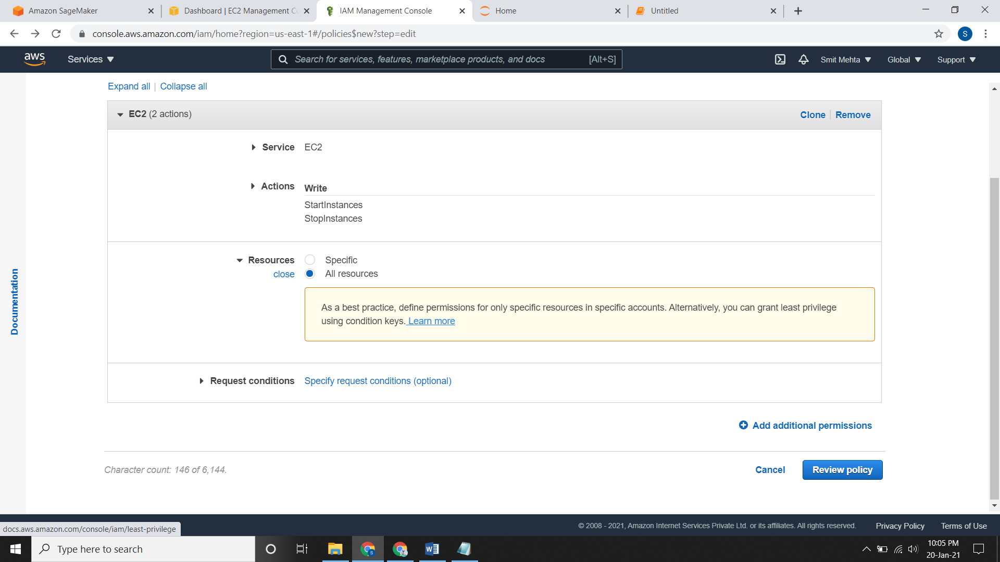 Amazon SageMaker
Dashboard | EC2 Management C
IAM Management Console
Home
Untitled
console.aws.amazon.com/iam/home?region=us-east-1#/policies$new?step=edit
S
aws
Services
Search for services, features, marketplace products, and docs
[Alt+S]
Smit Mehta
Global
Support
Expand all | Collapse all
EC2 (2 actions)
Clone | Remove
Service EC2
Actions Write
StartInstances
StopInstances
Resources Specific
close All resources
As a best practice, define permissions for only specific resources in specific accounts. Alternatively, you can grant least privilege
using condition keys. Learn more
Request conditions Specify request conditions (optional)
Documentation
Add additional permissions
Character count: 146 of 6,144.
Cancel
Review policy
© 2008 - 2021, Amazon Internet Services Private Ltd. or its affiliates. All rights reserved.
Privacy Policy
Terms of Use
docs.aws.amazon.com/console/iam/least-privilege
Type here to search
10:05 PM
20-Jan-21